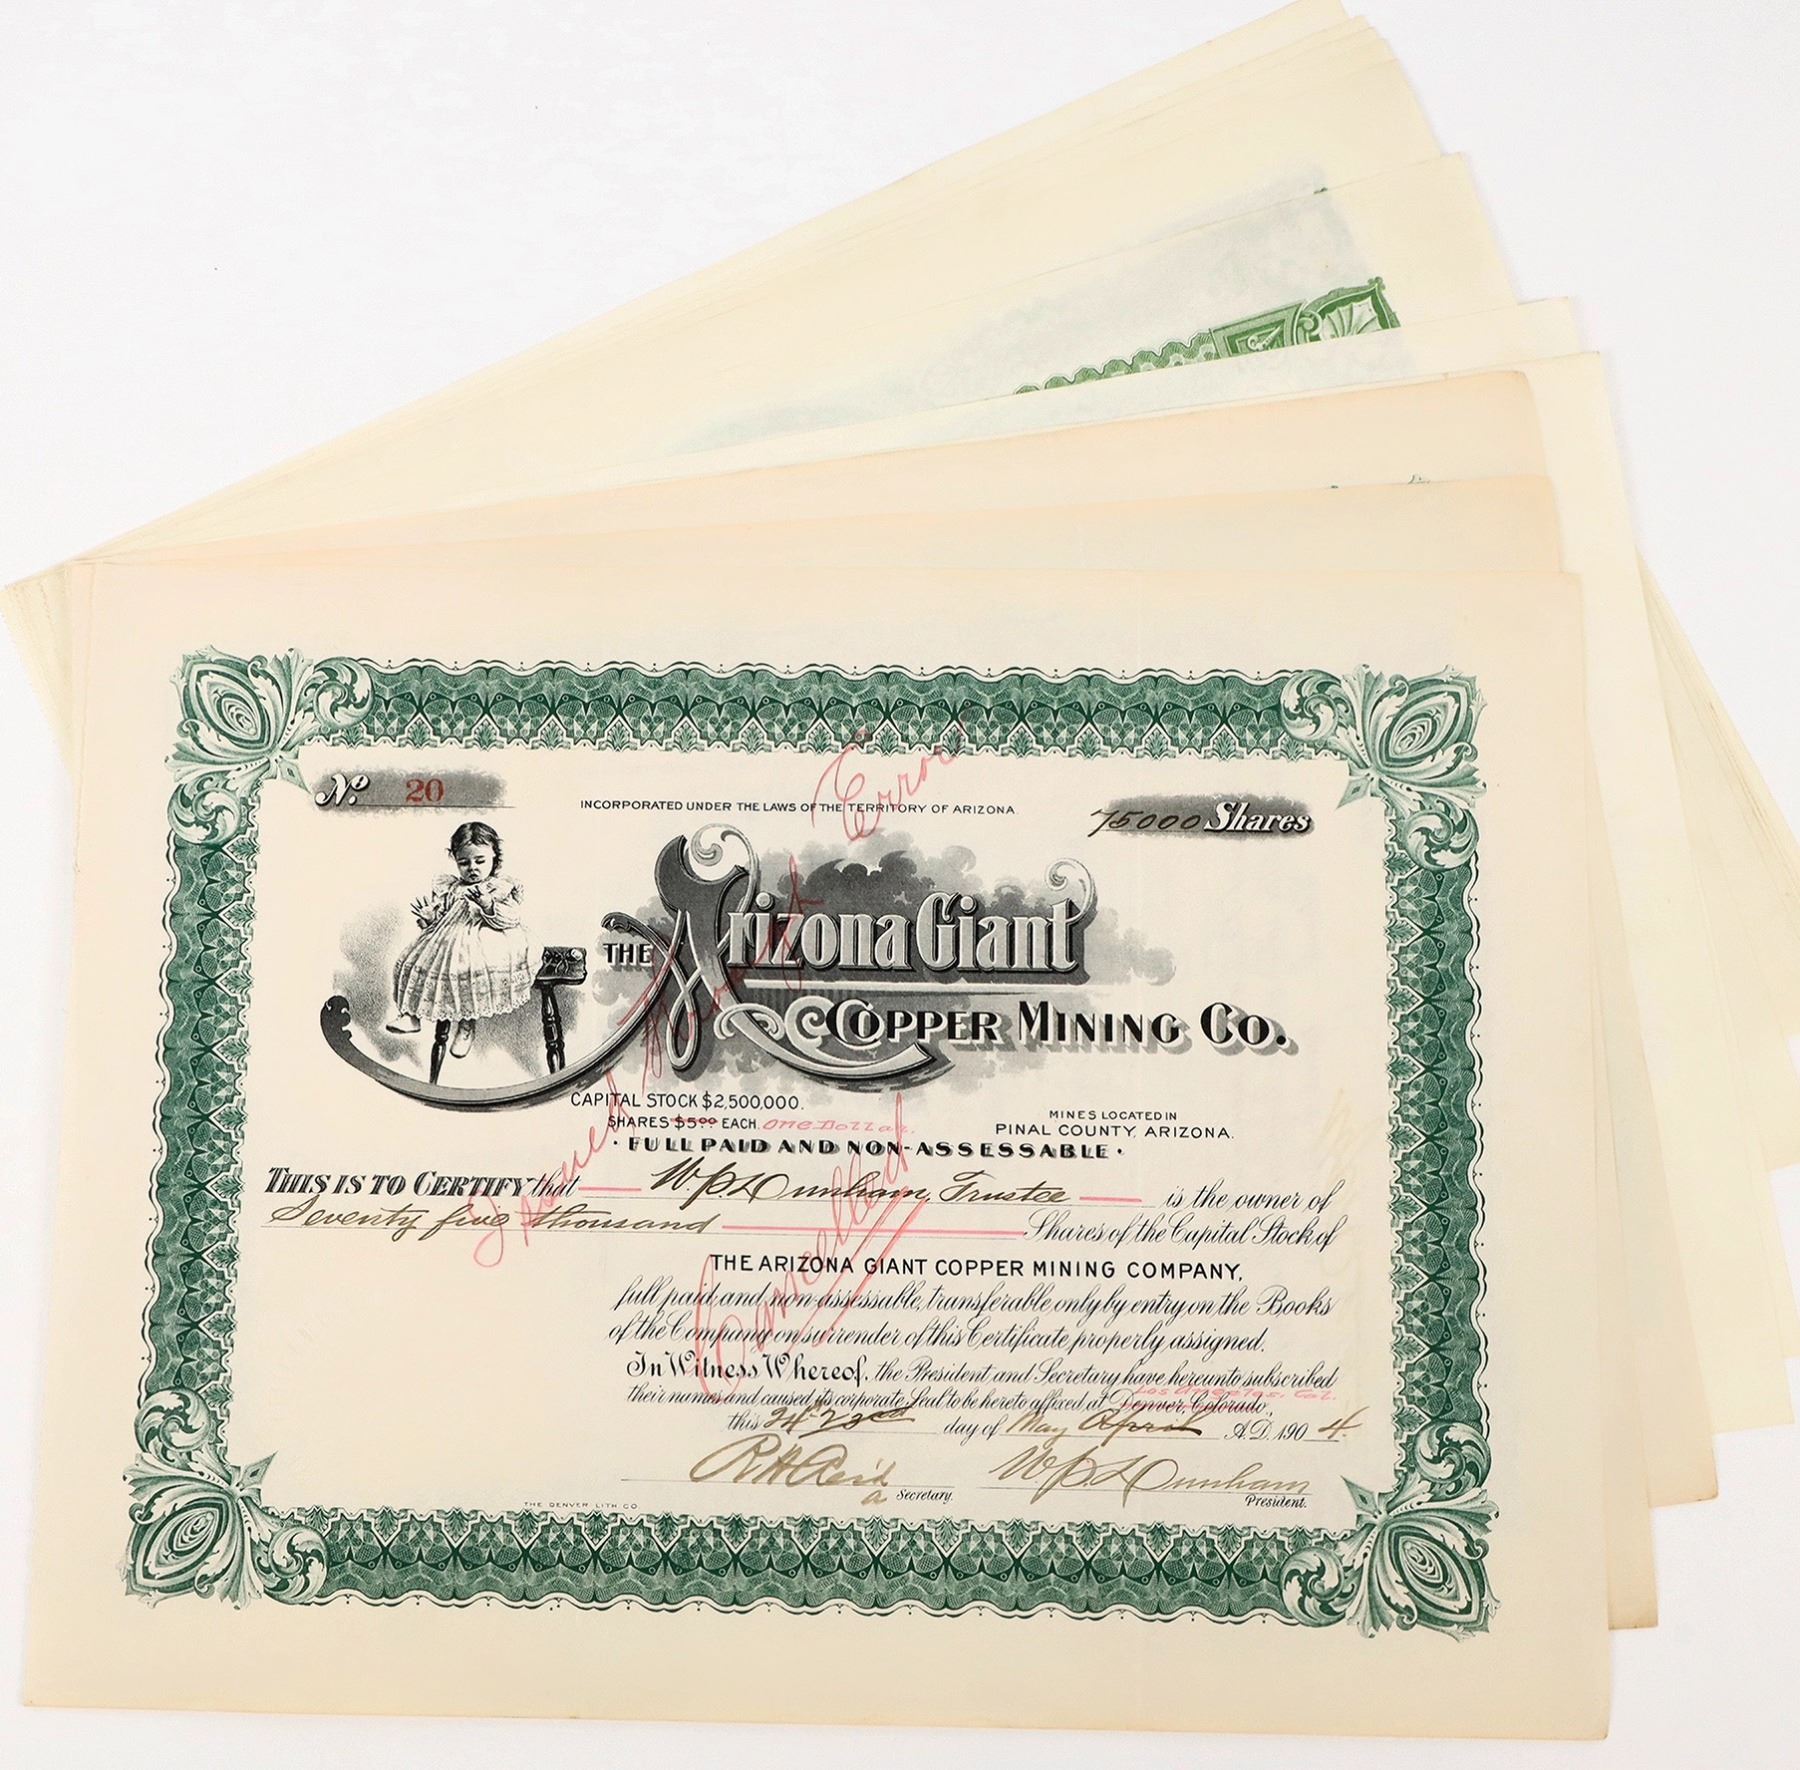 No. 20
INCORPORATED UNDER THE LAWS OF THE TERRITORY OF ARIZONA.
75000 Shares
THE Arizona Giant
COPPER MINING CO.
CAPITAL STOCK $2,500,000.
SHARES $5.00 EACH. One Dollar.
MINES LOCATED IN
PINAL COUNTY, ARIZONA.
· FULL PAID AND NON-ASSESSABLE ·
THIS IS TO CERTIFY that W. P. Dunham, Trustee is the owner of
Seventy five thousand Shares of the Capital Stock of
THE ARIZONA GIANT COPPER MINING COMPANY,
full paid and non-assessable, transferable only by entry on the Books
of the Company on surrender of this Certificate properly assigned.
In Witness Whereof, the President and Secretary have hereunto subscribed
their names and caused its corporate Seal to be hereto affixed at Denver, Colorado, Los Angeles, Cal.
this 24th 23rd day of May April A.D. 1904.
R H Reid Secretary.
W P Dunham President.
THE DENVER LITH CO.
Issued through Error
Cancelled